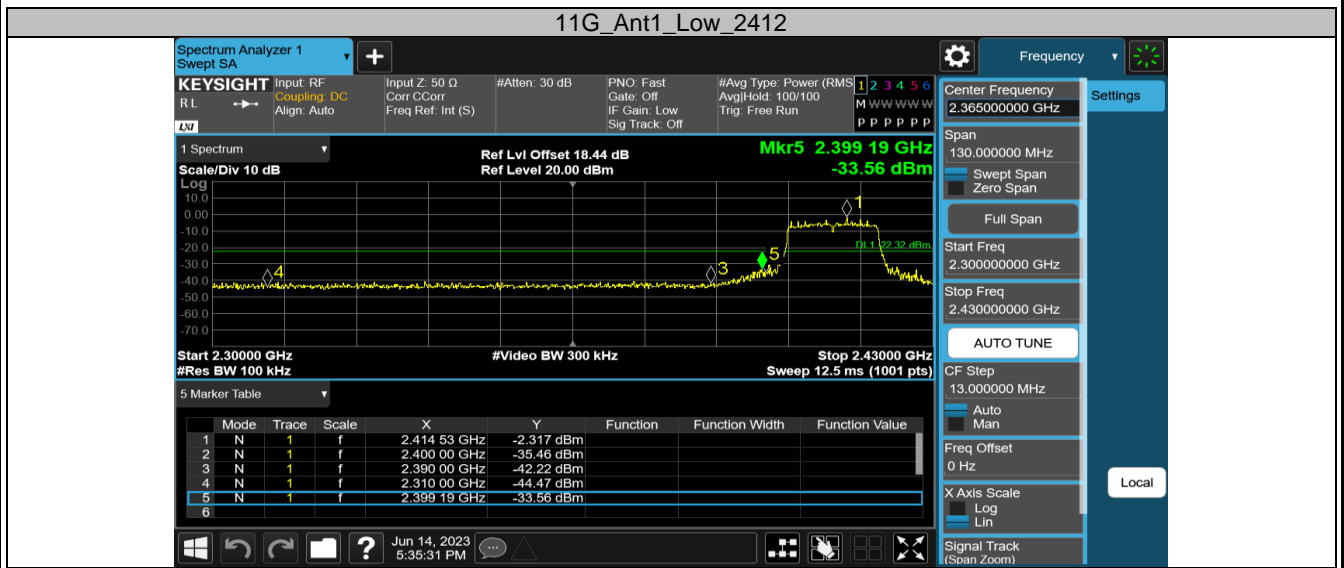 11G_Ant1_Low_2412
Spectrum Analyzer 1
Swept SA
+
Frequency
KEYSIGHT
R L
LXI
Input: RF
Coupling: DC
Align: Auto
Input Z: 50 Ω
Corr CCorr
Freq Ref: Int (S)
#Atten: 30 dB
PNO: Fast
Gate: Off
IF Gain: Low
Sig Track: Off
#Avg Type: Power (RMS
Avg|Hold: 100/100
Trig: Free Run
1 2 3 4 5 6
M W W W W W
P P P P P P
1 Spectrum
Scale/Div 10 dB
Ref Lvl Offset 18.44 dB
Ref Level 20.00 dBm
Mkr5 2.399 19 GHz
-33.56 dBm
Log
10.0
0.00
-10.0
-20.0
-30.0
-40.0
-50.0
-60.0
-70.0
1
DL1 -22.32 dBm
5
3
4
Start 2.30000 GHz
#Video BW 300 kHz
Stop 2.43000 GHz
#Res BW 100 kHz
Sweep 12.5 ms (1001 pts)
5 Marker Table
Mode Trace Scale X Y Function Function Width Function Value
1 N 1 f 2.414 53 GHz -2.317 dBm
2 N 1 f 2.400 00 GHz -35.46 dBm
3 N 1 f 2.390 00 GHz -42.22 dBm
4 N 1 f 2.310 00 GHz -44.47 dBm
5 N 1 f 2.399 19 GHz -33.56 dBm
6
Jun 14, 2023
5:35:31 PM
Center Frequency
2.365000000 GHz
Settings
Span
130.000000 MHz
Swept Span
Zero Span
Full Span
Start Freq
2.300000000 GHz
Stop Freq
2.430000000 GHz
AUTO TUNE
CF Step
13.000000 MHz
Auto
Man
Freq Offset
0 Hz
X Axis Scale
Log
Lin
Local
Signal Track
(Span Zoom)